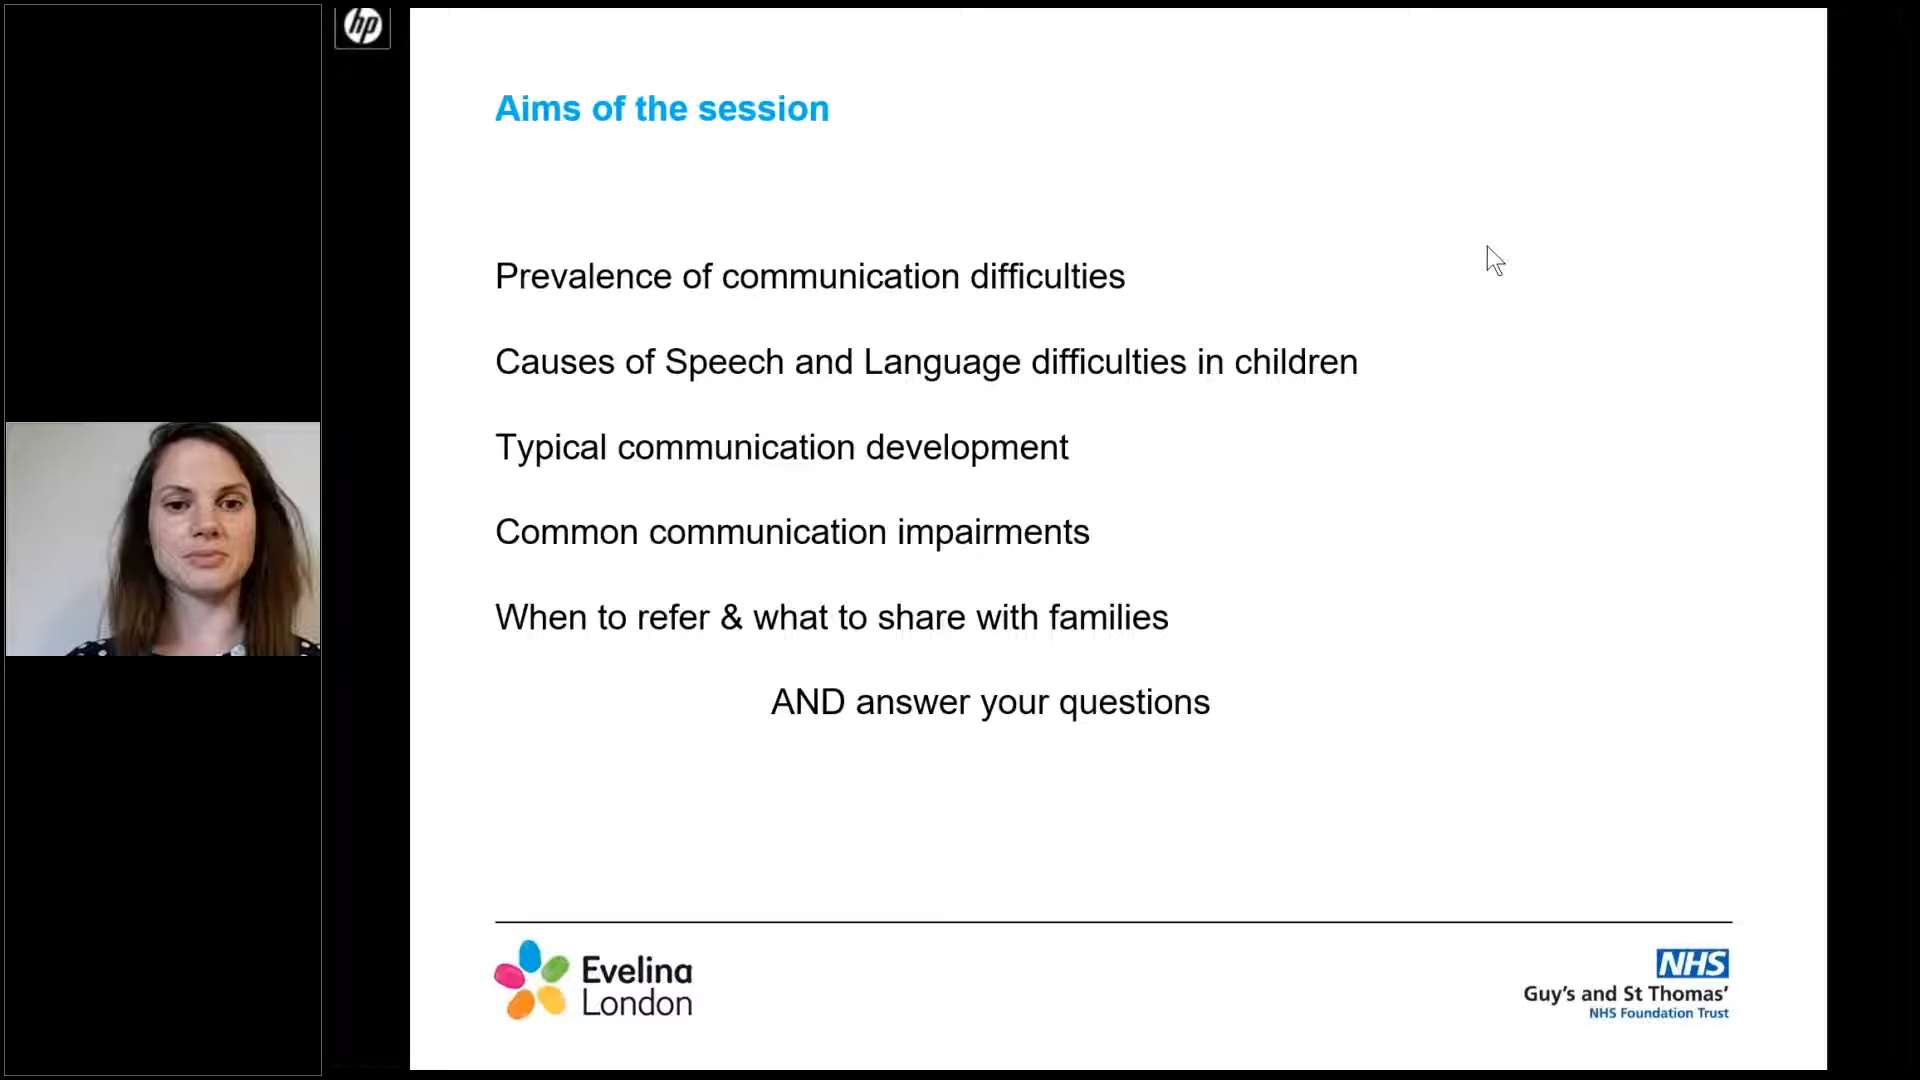 hp
Aims of the session
Prevalence of communication difficulties
Causes of Speech and Language difficulties in children
Typical communication development
Common communication impairments
When to refer & what to share with families
AND answer your questions
Evelina
London
NHS
Guy's and St Thomas'
NHS Foundation Trust